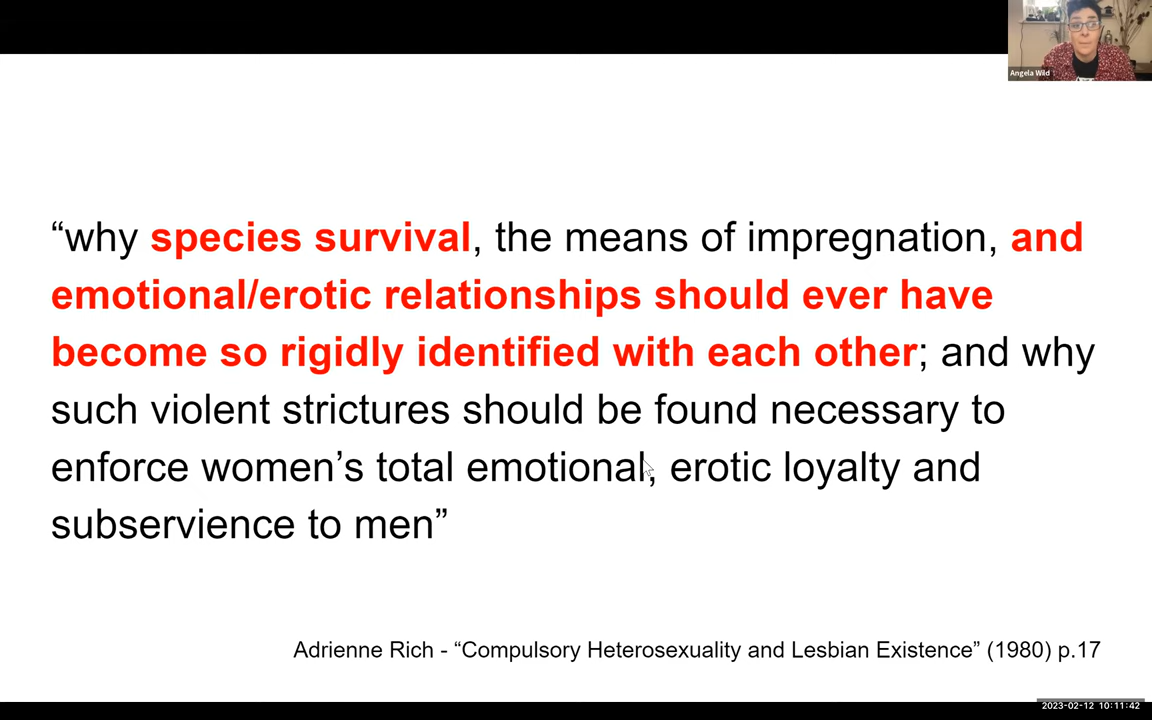 Angela Wild
“why species survival, the means of impregnation, and
emotional/erotic relationships should ever have
become so rigidly identified with each other; and why
such violent strictures should be found necessary to
enforce women’s total emotional, erotic loyalty and
subservience to men”
Adrienne Rich - “Compulsory Heterosexuality and Lesbian Existence” (1980) p.17
2023-02-12 10:11:42